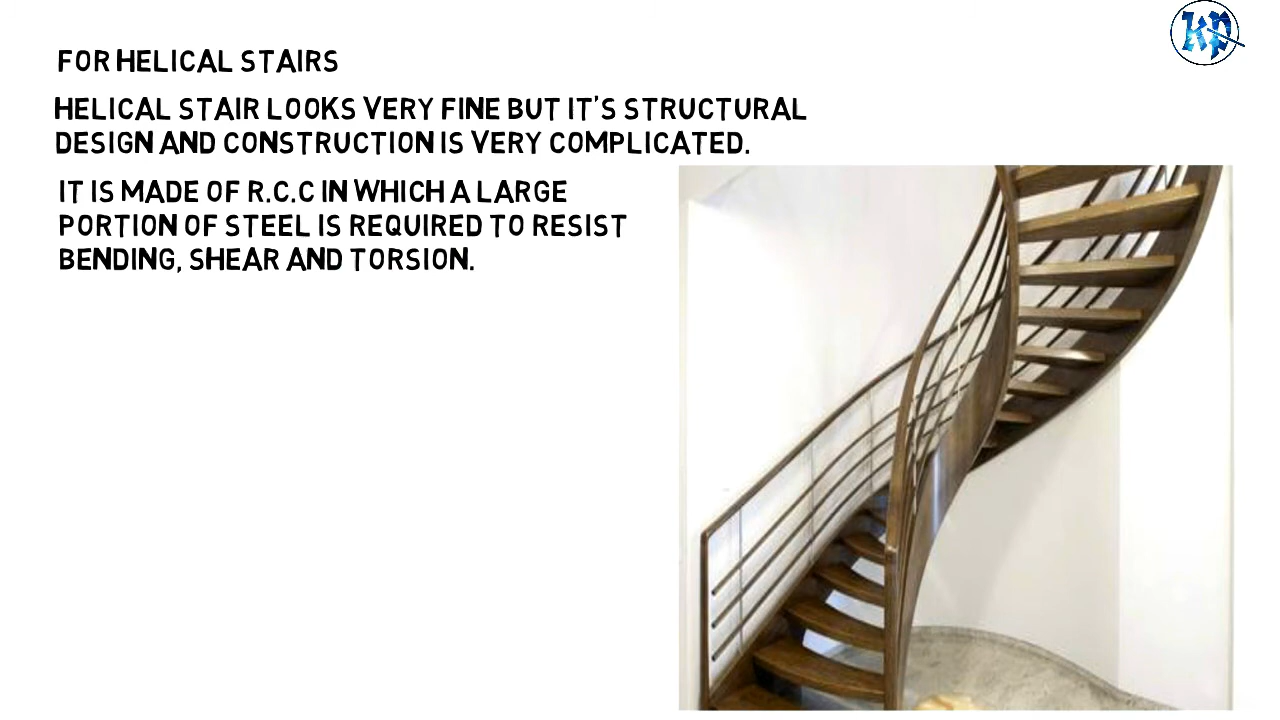 FOR HELICAL STAIRS
HELICAL STAIR LOOKS VERY FINE BUT IT'S STRUCTURAL
DESIGN AND CONSTRUCTION IS VERY COMPLICATED.
IT IS MADE OF R.C.C IN WHICH A LARGE
PORTION OF STEEL IS REQUIRED TO RESIST
BENDING, SHEAR AND TORSION.
KP